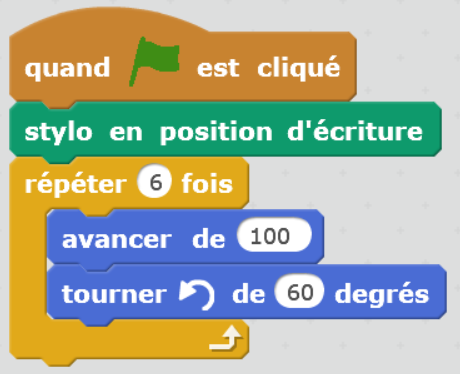 quand est cliqué
stylo en position d'écriture
répéter 6 fois
avancer de 100
tourner de 60 degrés